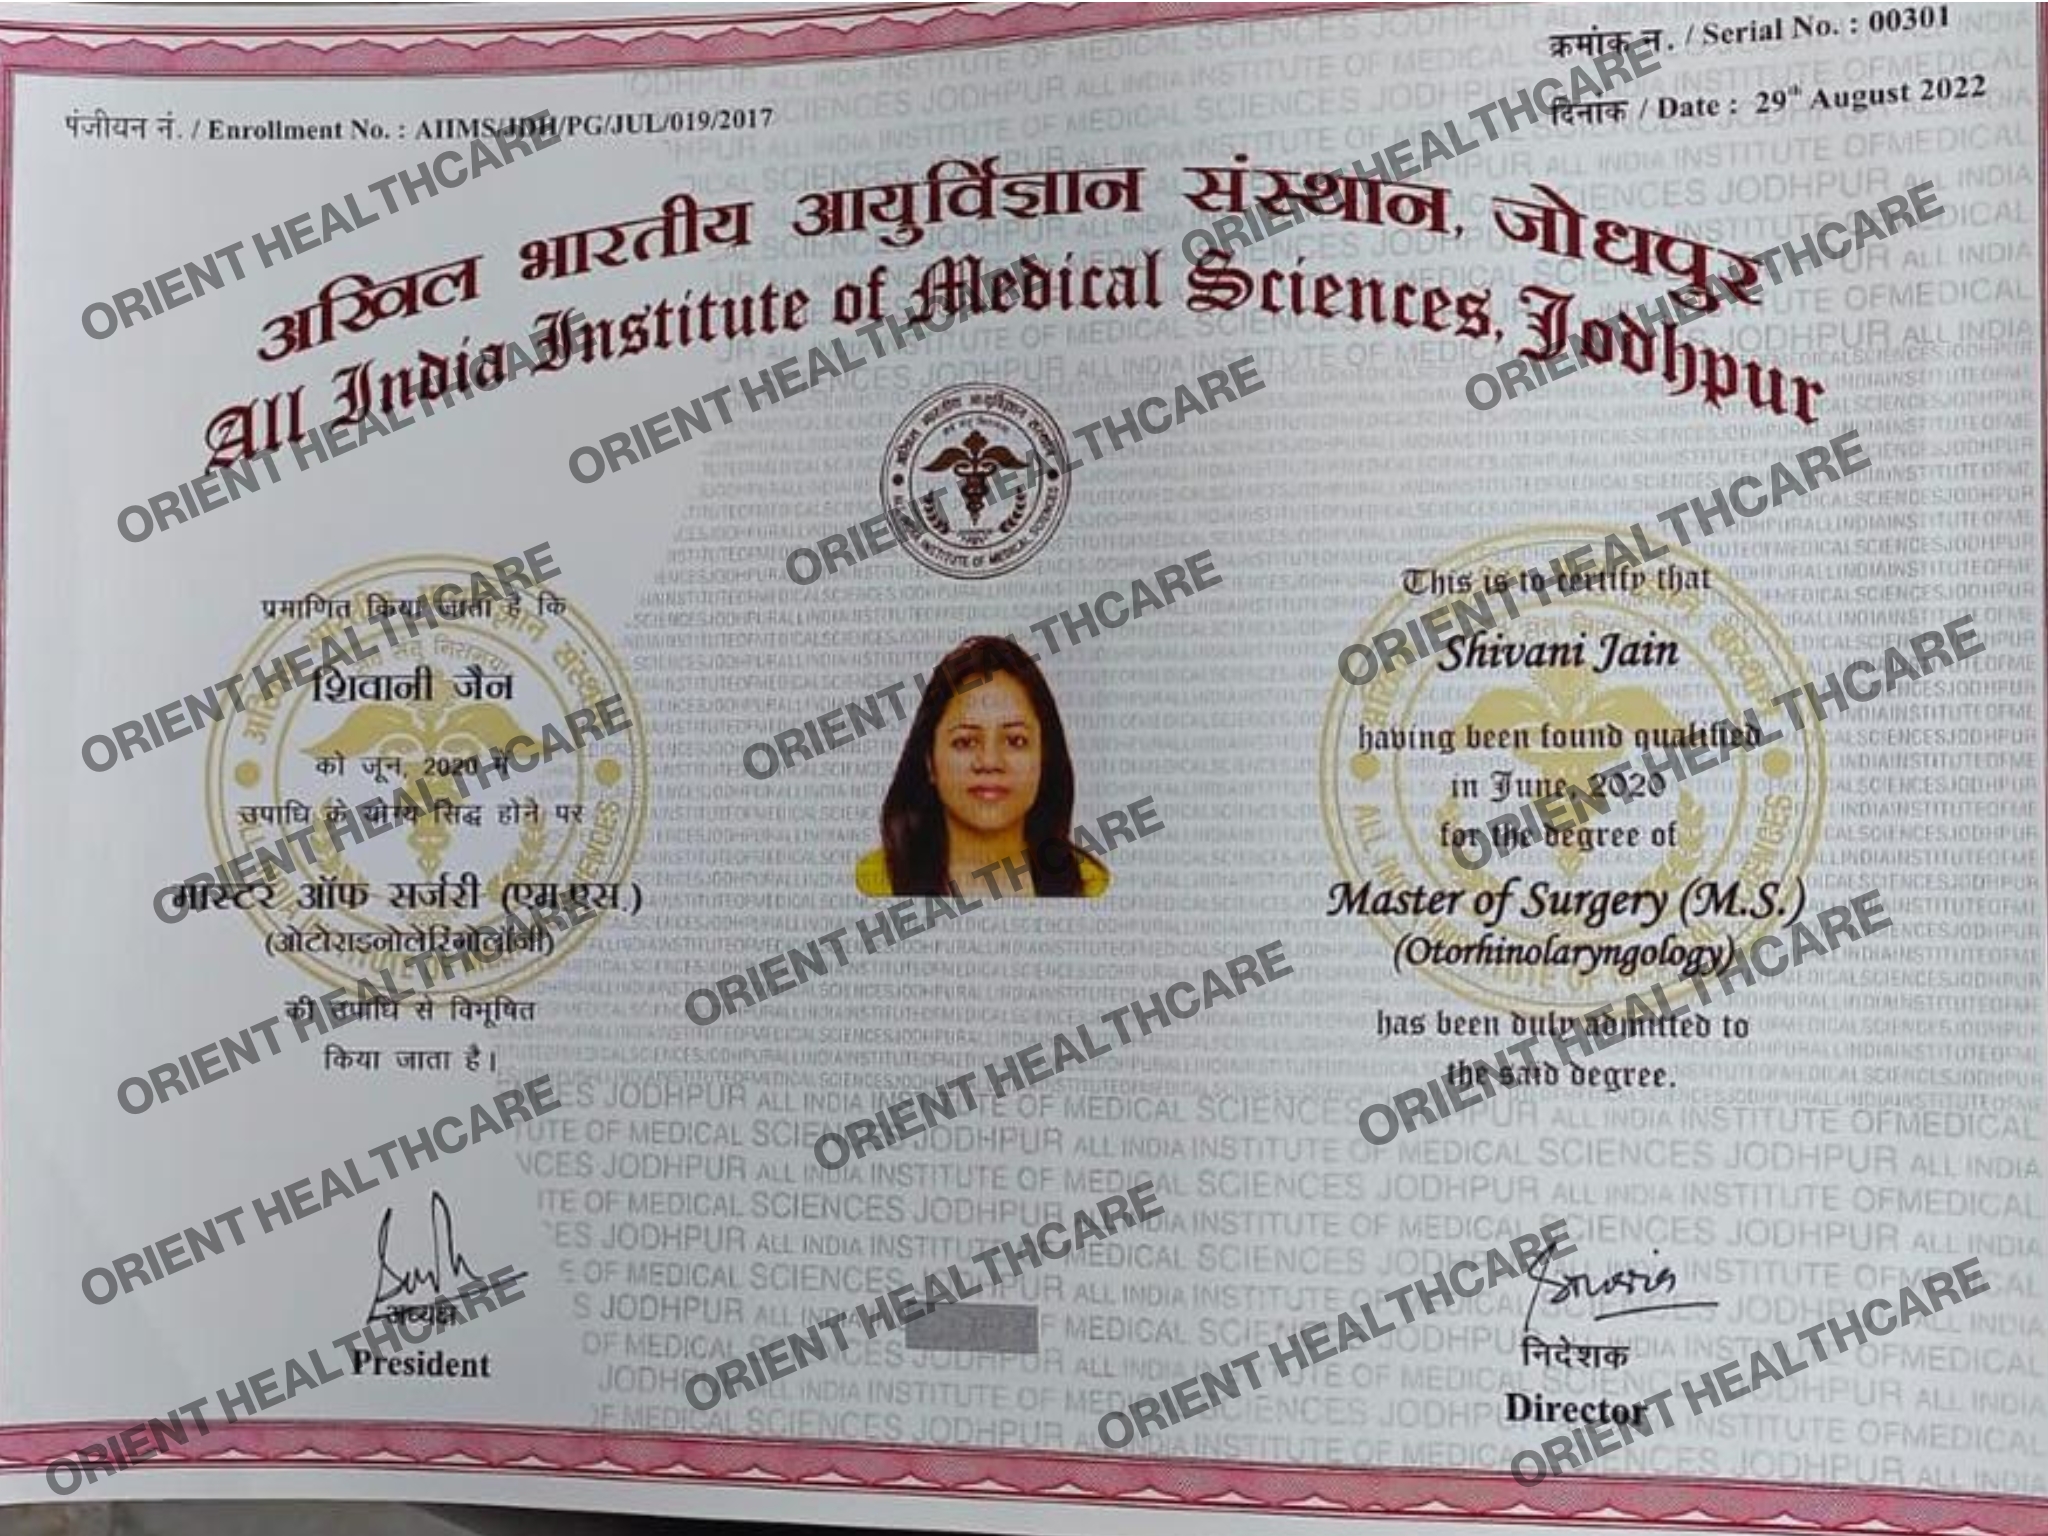 क्रमांक न. / Serial No. : 00301
पंजीयन नं. / Enrollment No. : AIIMS/JDH/PG/JUL/019/2017
दिनाक / Date : 29th August 2022
अखिल भारतीय आयुर्विज्ञान संस्थान, जोधपुर
All India Institute of Medical Sciences, Jodhpur
प्रमाणित किया जाता है कि
शिवानी जैन
को जून, 2020 में
उपाधि के योग्य सिद्ध होने पर
मास्टर ऑफ सर्जरी (एम.एस.)
(ओटोराइनोलेरिंगोलॉजी)
की उपाधि से विभूषित
किया जाता है।
This is to certify that
Shivani Jain
having been found qualified
in June, 2020
for the degree of
Master of Surgery (M.S.)
(Otorhinolaryngology)
has been duly admitted to
the said degree.
अध्यक्ष
President
निदेशक
Director
ORIENT HEALTHCARE